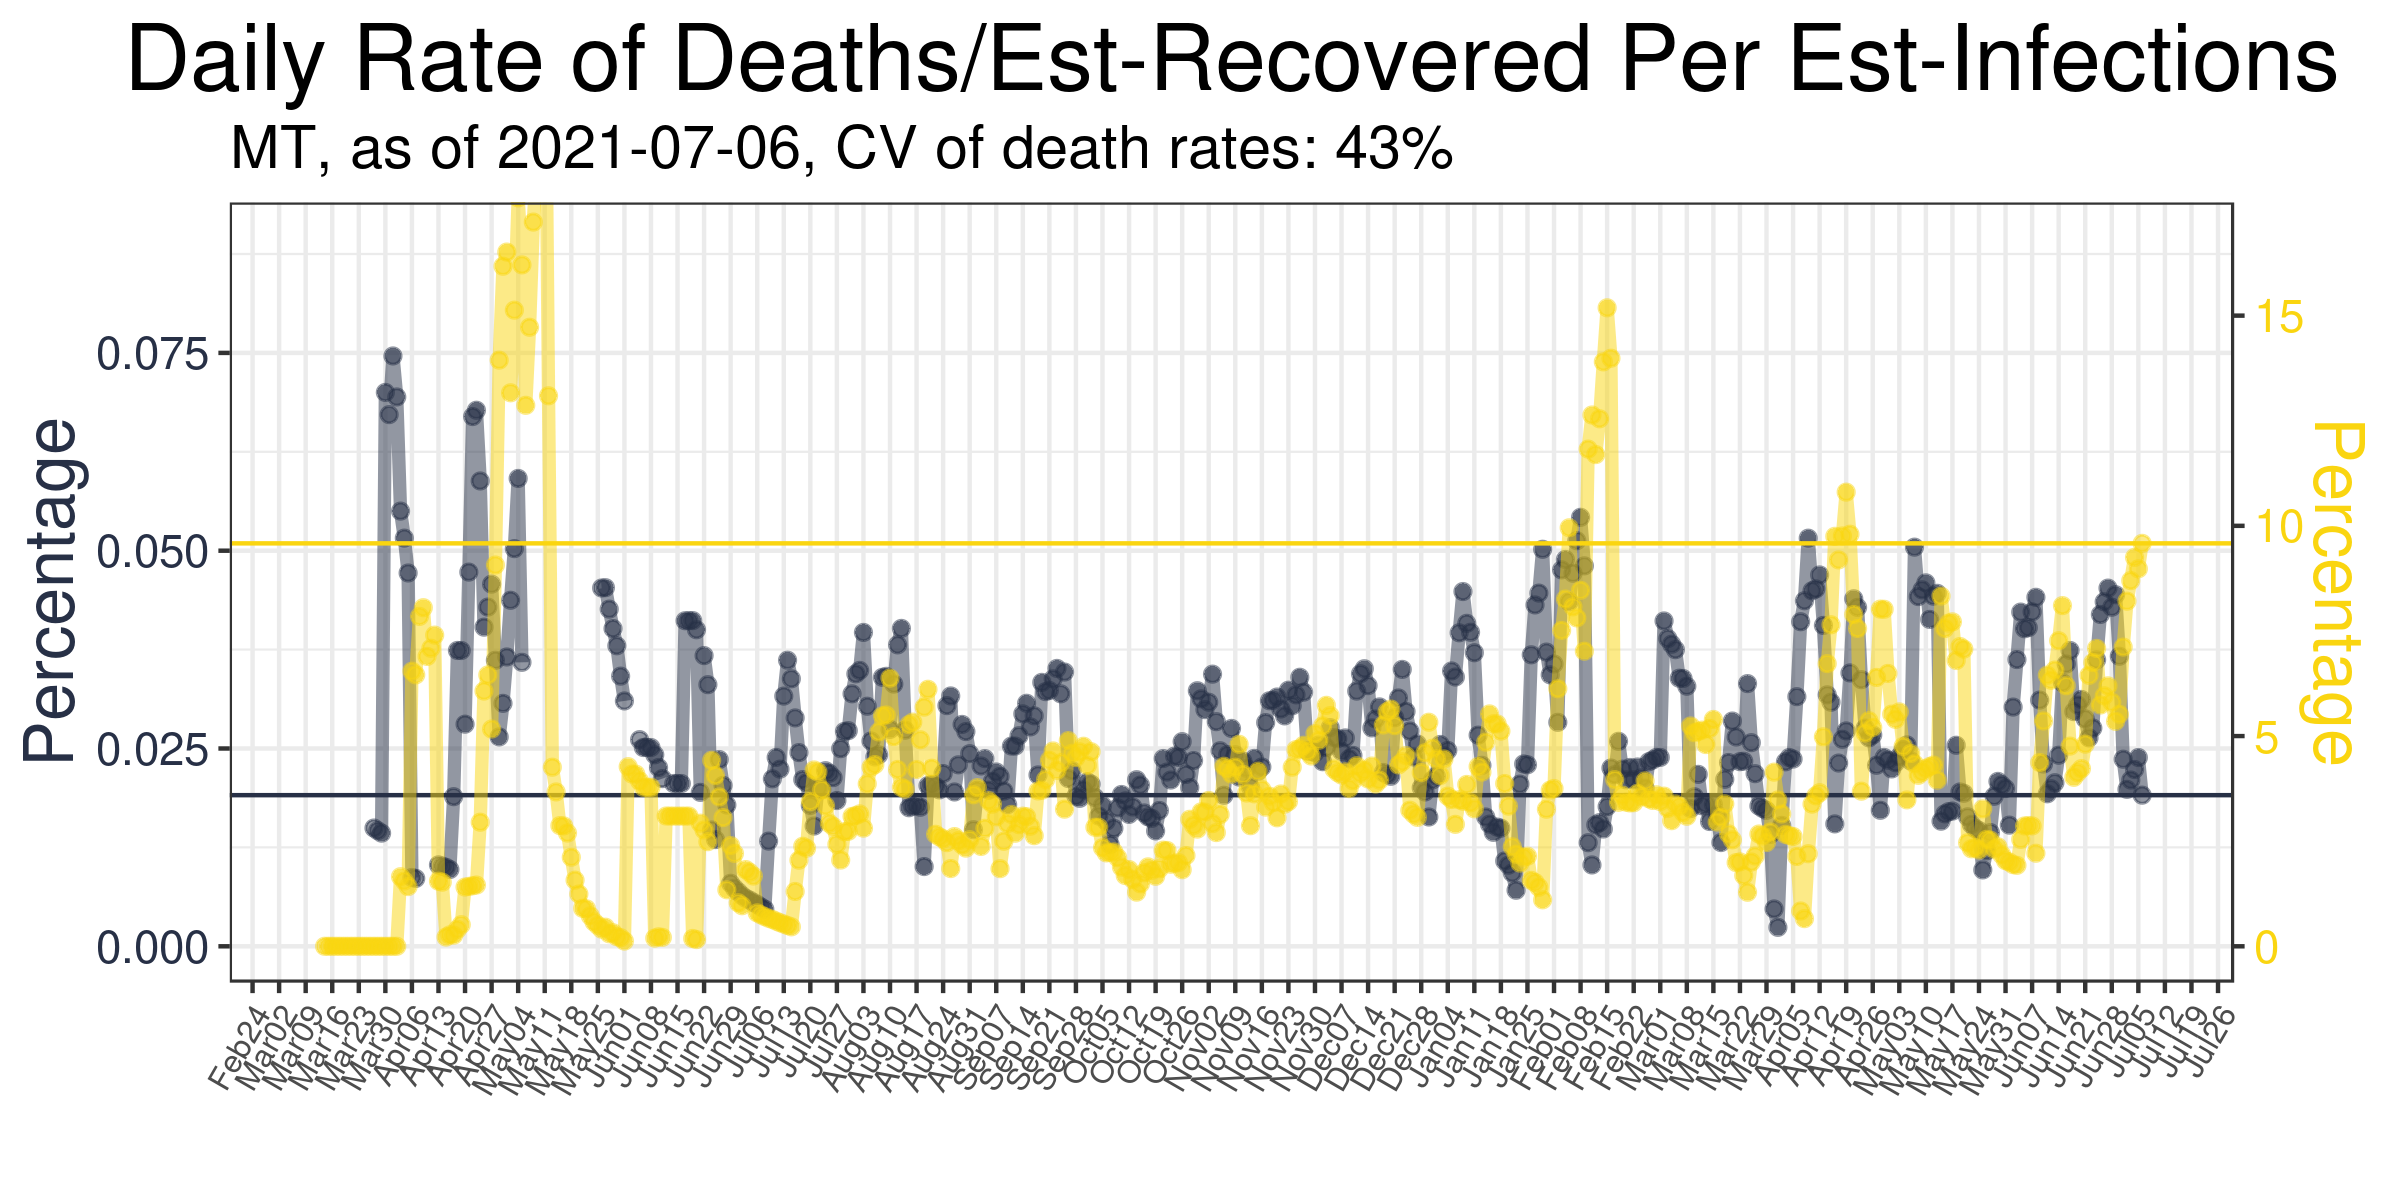 Daily Rate of Deaths/Est-Recovered Per Est-Infections
MT, as of 2021-07-06, CV of death rates: 43%
Percentage
0.075
0.050
0.025
0.000
15
10
5
0
Percentage
Feb24
Mar02
Mar09
Mar16
Mar23
Mar30
Apr06
Apr13
Apr20
Apr27
May04
May11
May18
May25
Jun01
Jun08
Jun15
Jun22
Jun29
Jul06
Jul13
Jul20
Jul27
Aug03
Aug10
Aug17
Aug24
Aug31
Sep07
Sep14
Sep21
Sep28
Oct05
Oct12
Oct19
Oct26
Nov02
Nov09
Nov16
Nov23
Nov30
Dec07
Dec14
Dec21
Dec28
Jan04
Jan11
Jan18
Jan25
Feb01
Feb08
Feb15
Feb22
Mar01
Mar08
Mar15
Mar22
Mar29
Apr05
Apr12
Apr19
Apr26
May03
May10
May17
May24
May31
Jun07
Jun14
Jun21
Jun28
Jul05
Jul12
Jul19
Jul26